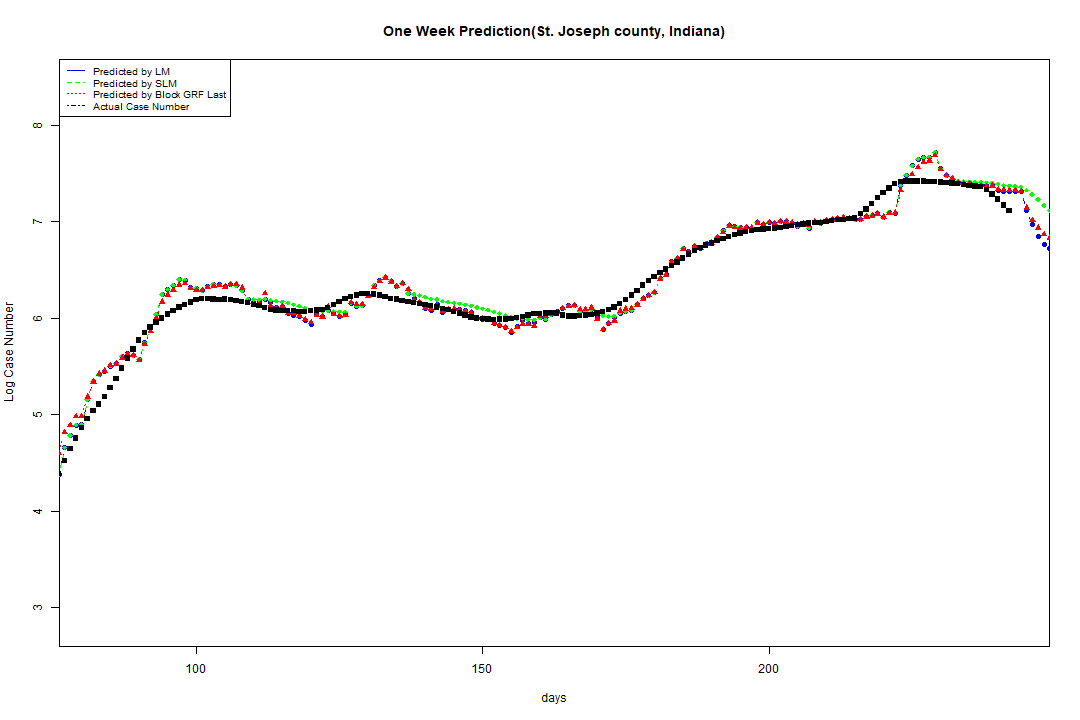 One Week Prediction(St. Joseph county, Indiana)
Predicted by LM
Predicted by SLM
Predicted by Block GRF Last
Actual Case Number
8
7
6
5
4
3
Log Case Number
100 150 200
days